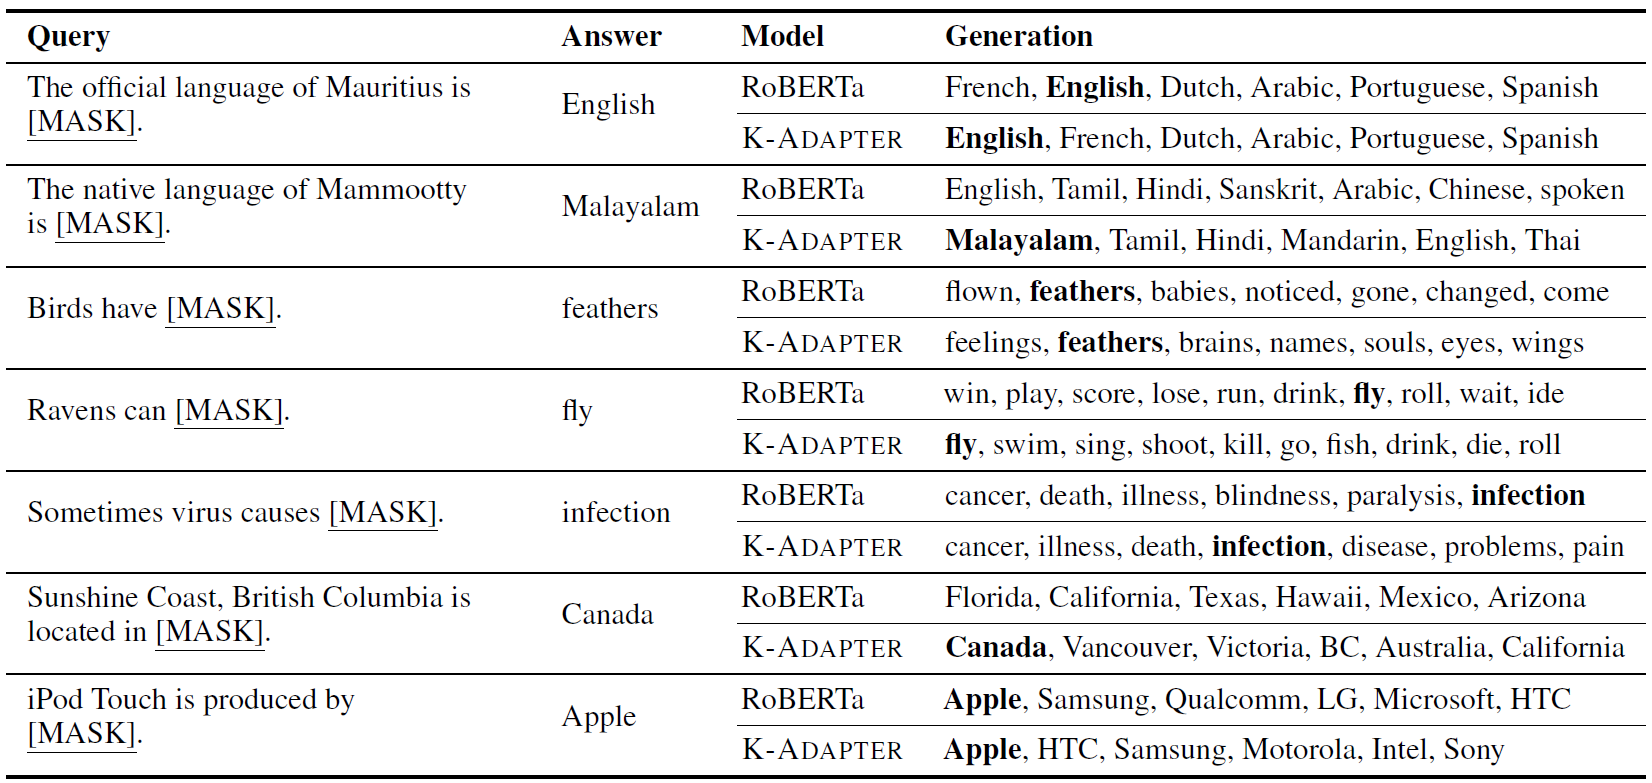 Query Answer Model Generation
The official language of Mauritius is
[MASK].
English
RoBERTa French, English, Dutch, Arabic, Portuguese, Spanish
K-ADAPTER English, French, Dutch, Arabic, Portuguese, Spanish
The native language of Mammootty
is [MASK].
Malayalam
RoBERTa English, Tamil, Hindi, Sanskrit, Arabic, Chinese, spoken
K-ADAPTER Malayalam, Tamil, Hindi, Mandarin, English, Thai
Birds have [MASK].
feathers
RoBERTa flown, feathers, babies, noticed, gone, changed, come
K-ADAPTER feelings, feathers, brains, names, souls, eyes, wings
Ravens can [MASK].
fly
RoBERTa win, play, score, lose, run, drink, fly, roll, wait, ide
K-ADAPTER fly, swim, sing, shoot, kill, go, fish, drink, die, roll
Sometimes virus causes [MASK].
infection
RoBERTa cancer, death, illness, blindness, paralysis, infection
K-ADAPTER cancer, illness, death, infection, disease, problems, pain
Sunshine Coast, British Columbia is
located in [MASK].
Canada
RoBERTa Florida, California, Texas, Hawaii, Mexico, Arizona
K-ADAPTER Canada, Vancouver, Victoria, BC, Australia, California
iPod Touch is produced by
[MASK].
Apple
RoBERTa Apple, Samsung, Qualcomm, LG, Microsoft, HTC
K-ADAPTER Apple, HTC, Samsung, Motorola, Intel, Sony